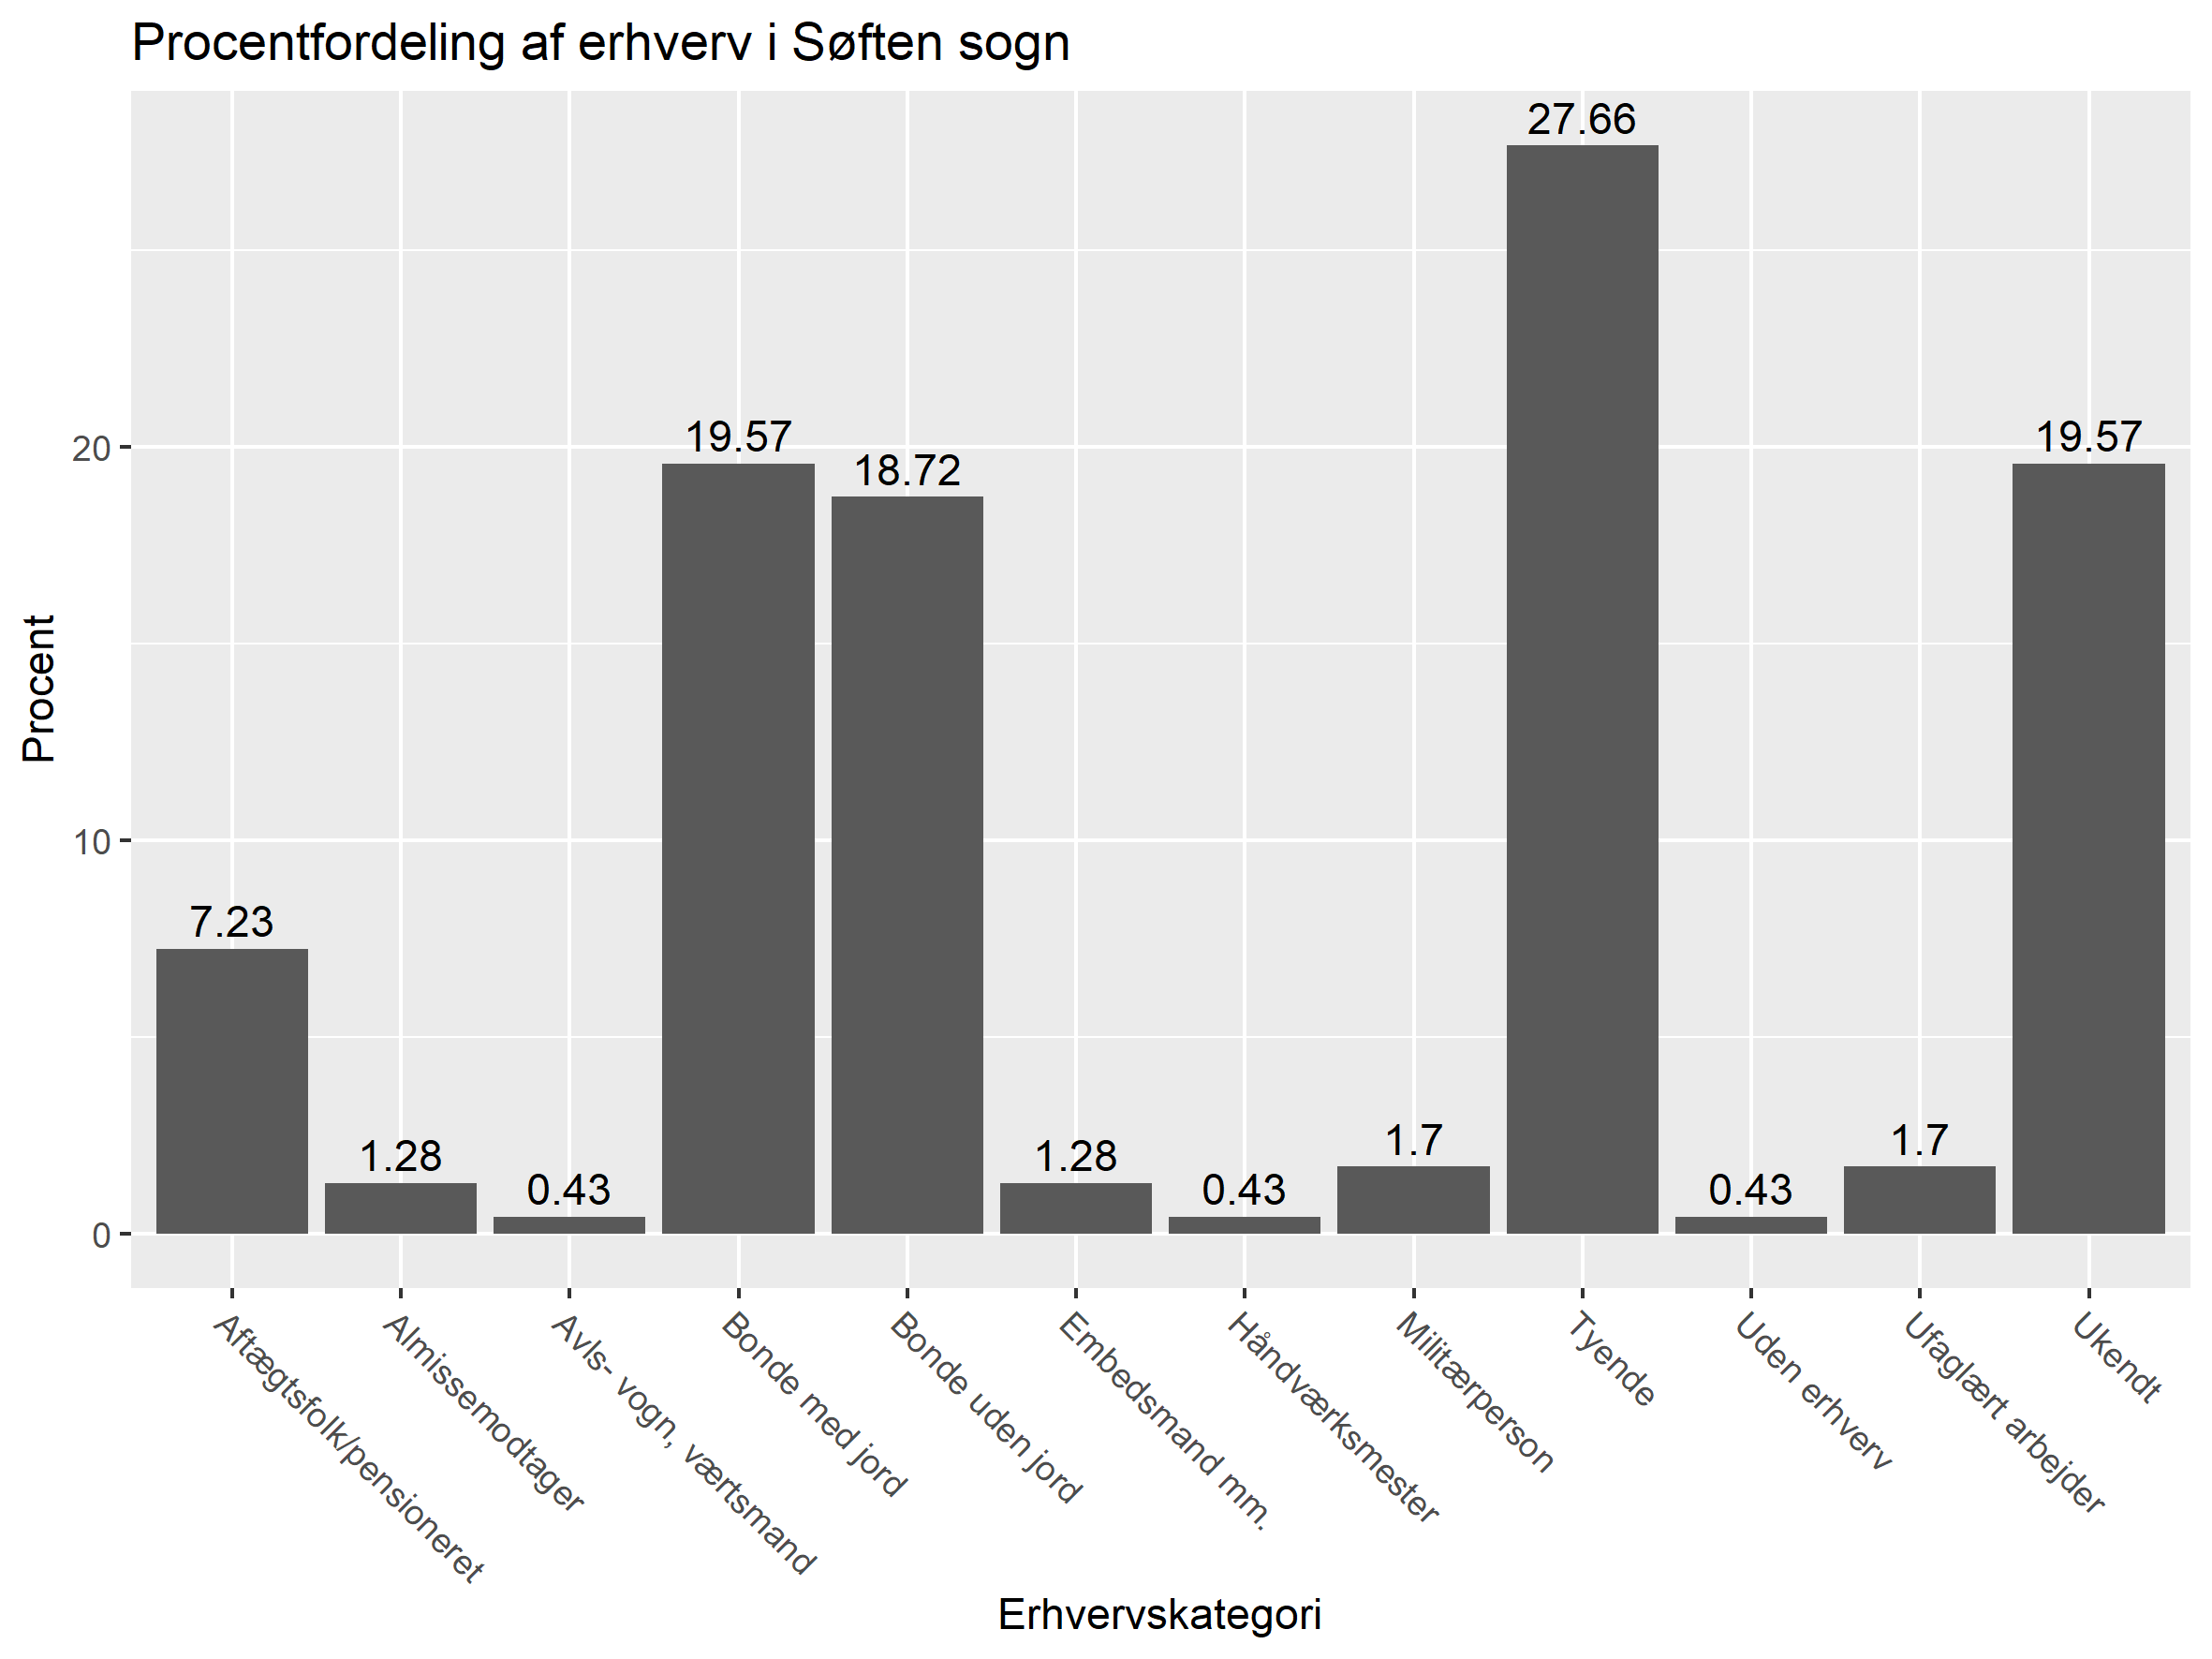 Procentfordeling af erhverv i Søften sogn
Procent
20
10
0
7.23
1.28
0.43
19.57
18.72
1.28
0.43
1.7
27.66
0.43
1.7
19.57
Aftægtsfolk/pensioneret
Almissemodtager
Avls- vogn, værtsmand
Bonde med jord
Bonde uden jord
Embedsmand mm.
Håndværksmester
Militærperson
Tyende
Uden erhverv
Ufaglært arbejder
Ukendt
Erhvervskategori